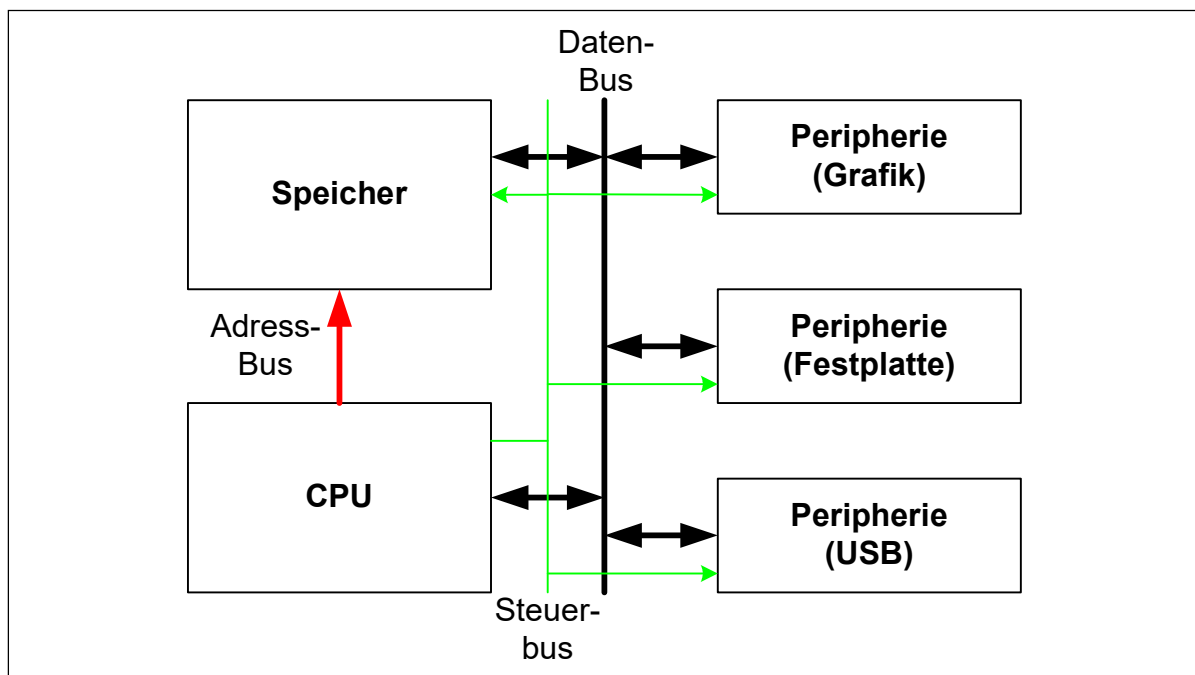 Daten-
Bus
Speicher
Peripherie
(Grafik)
Adress-
Bus
Peripherie
(Festplatte)
CPU
Peripherie
(USB)
Steuer-
bus